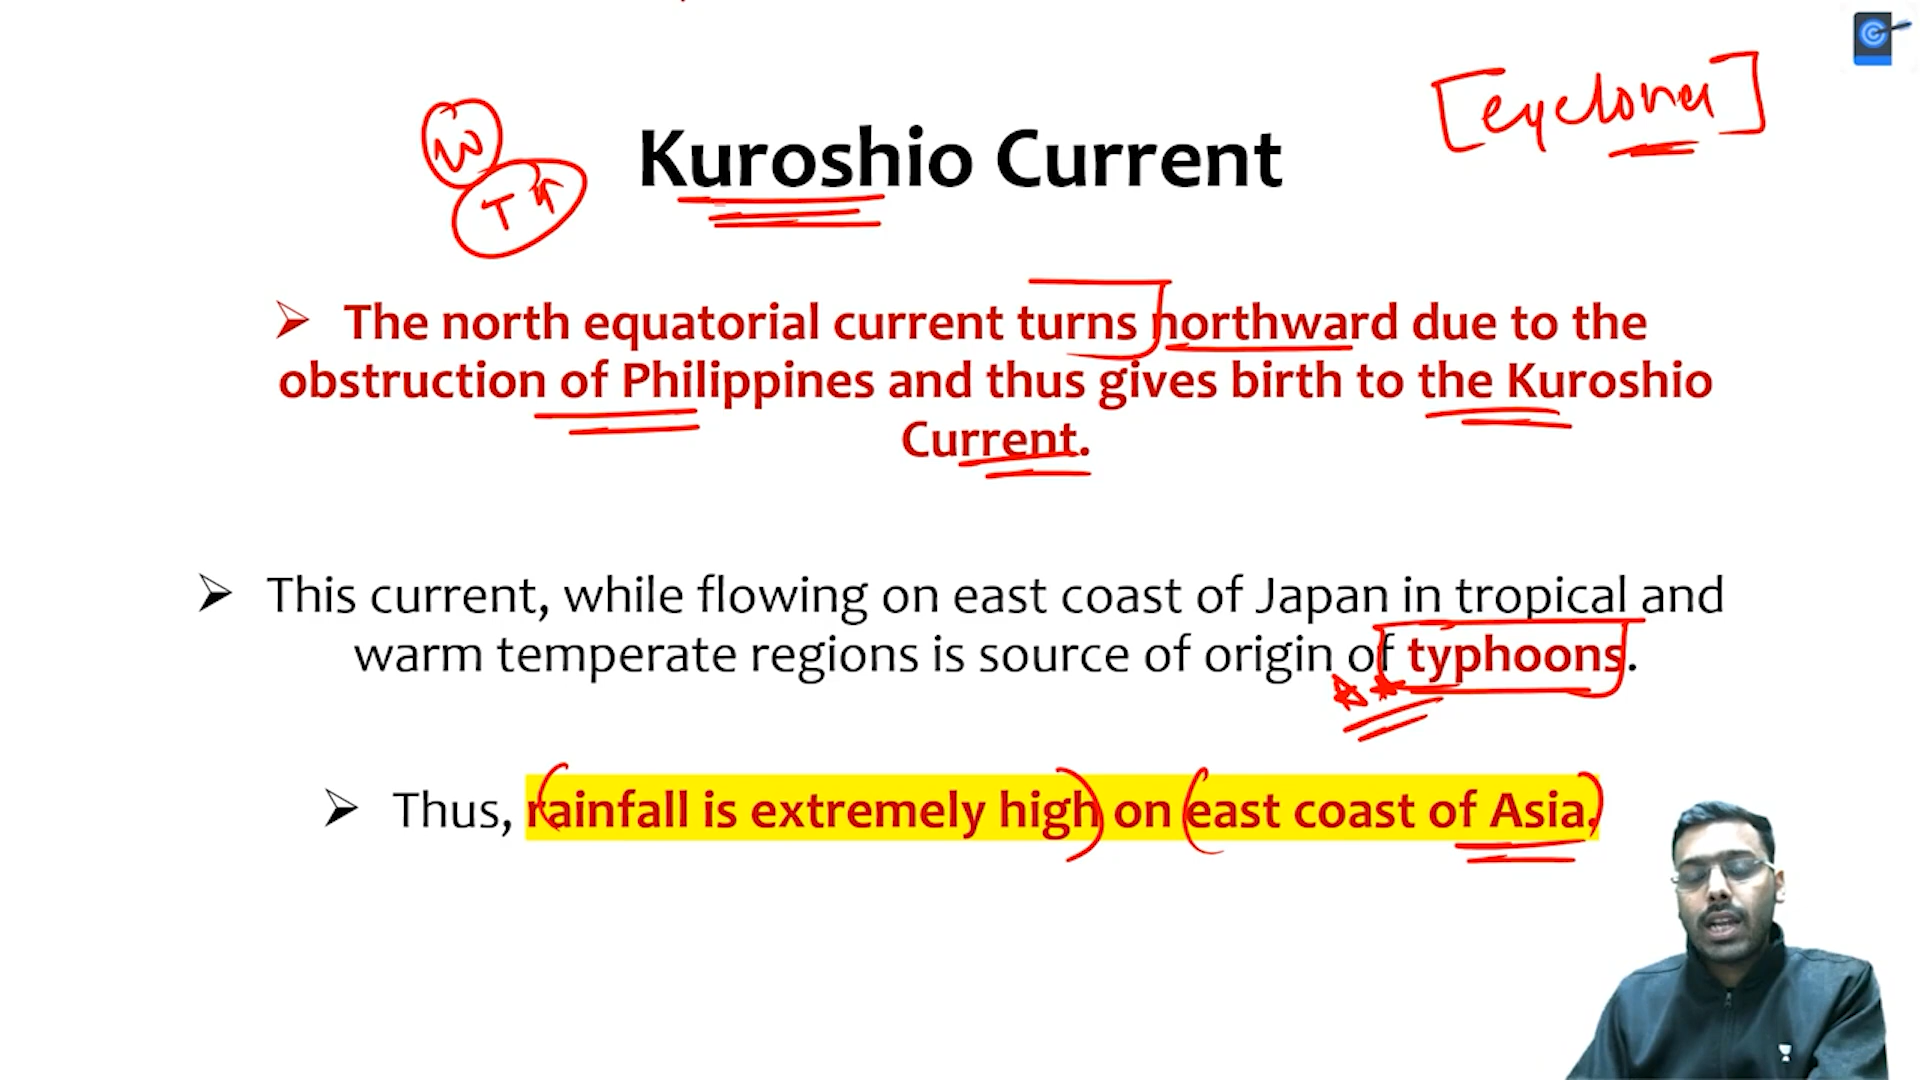 [cyclones]
W
T↑
Kuroshio Current
➢ The north equatorial current turns northward due to the
obstruction of Philippines and thus gives birth to the Kuroshio
Current.
➢ This current, while flowing on east coast of Japan in tropical and
warm temperate regions is source of origin of typhoons.
➢ Thus, rainfall is extremely high on east coast of Asia.